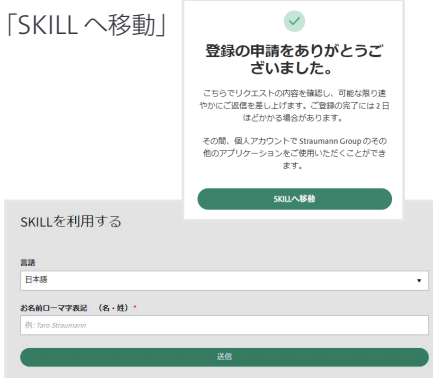 「SKILL へ移動」
登録の申請をありがとうご
ざいました。
こちらでリクエストの内容を確認し、可能な限り速
やかにご返信を差し上げます。ご登録の完了には2日
ほどかかる場合があります。
その間、個人アカウントで Straumann Group のその
他のアプリケーションをご使用いただくことができ
ます。
SKILLへ移動
SKILLを利用する
言語
日本語
お名前ローマ字表記 （名・姓）*
例: Taro Straumann
送信